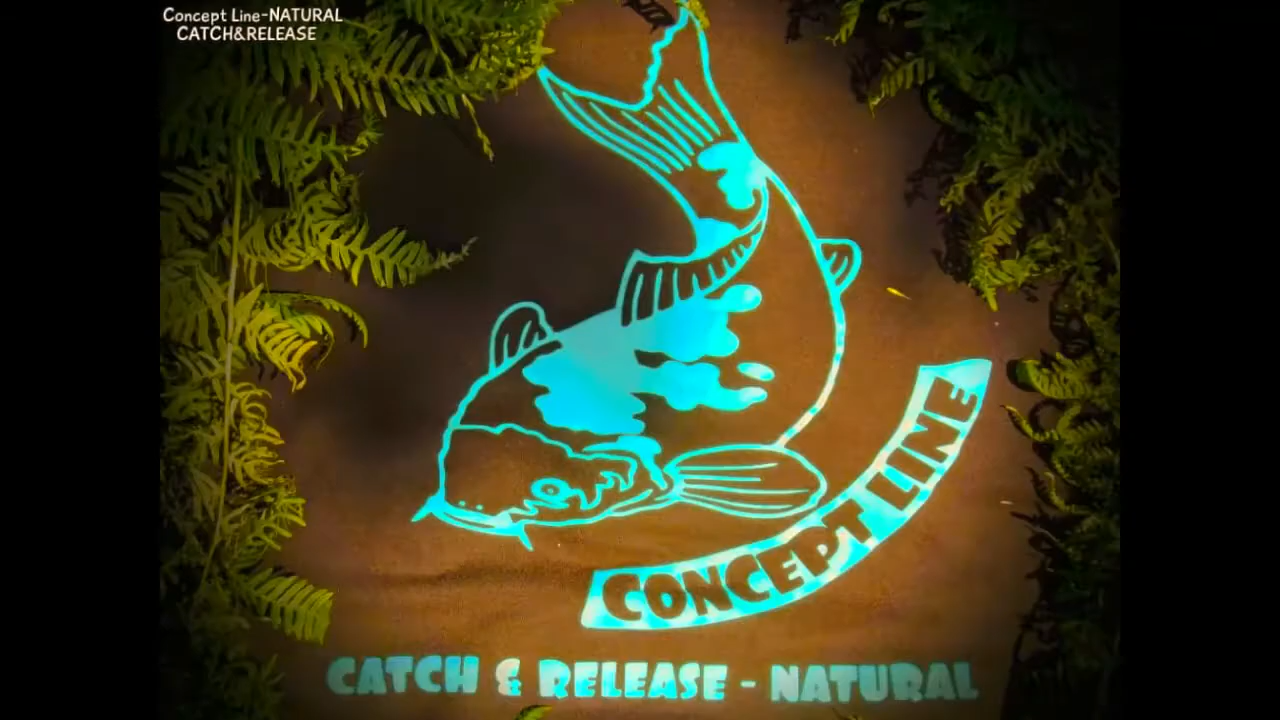 Concept Line-NATURAL
CATCH&RELEASE
CONCEPT LINE
CATCH & RELEASE - NATURAL